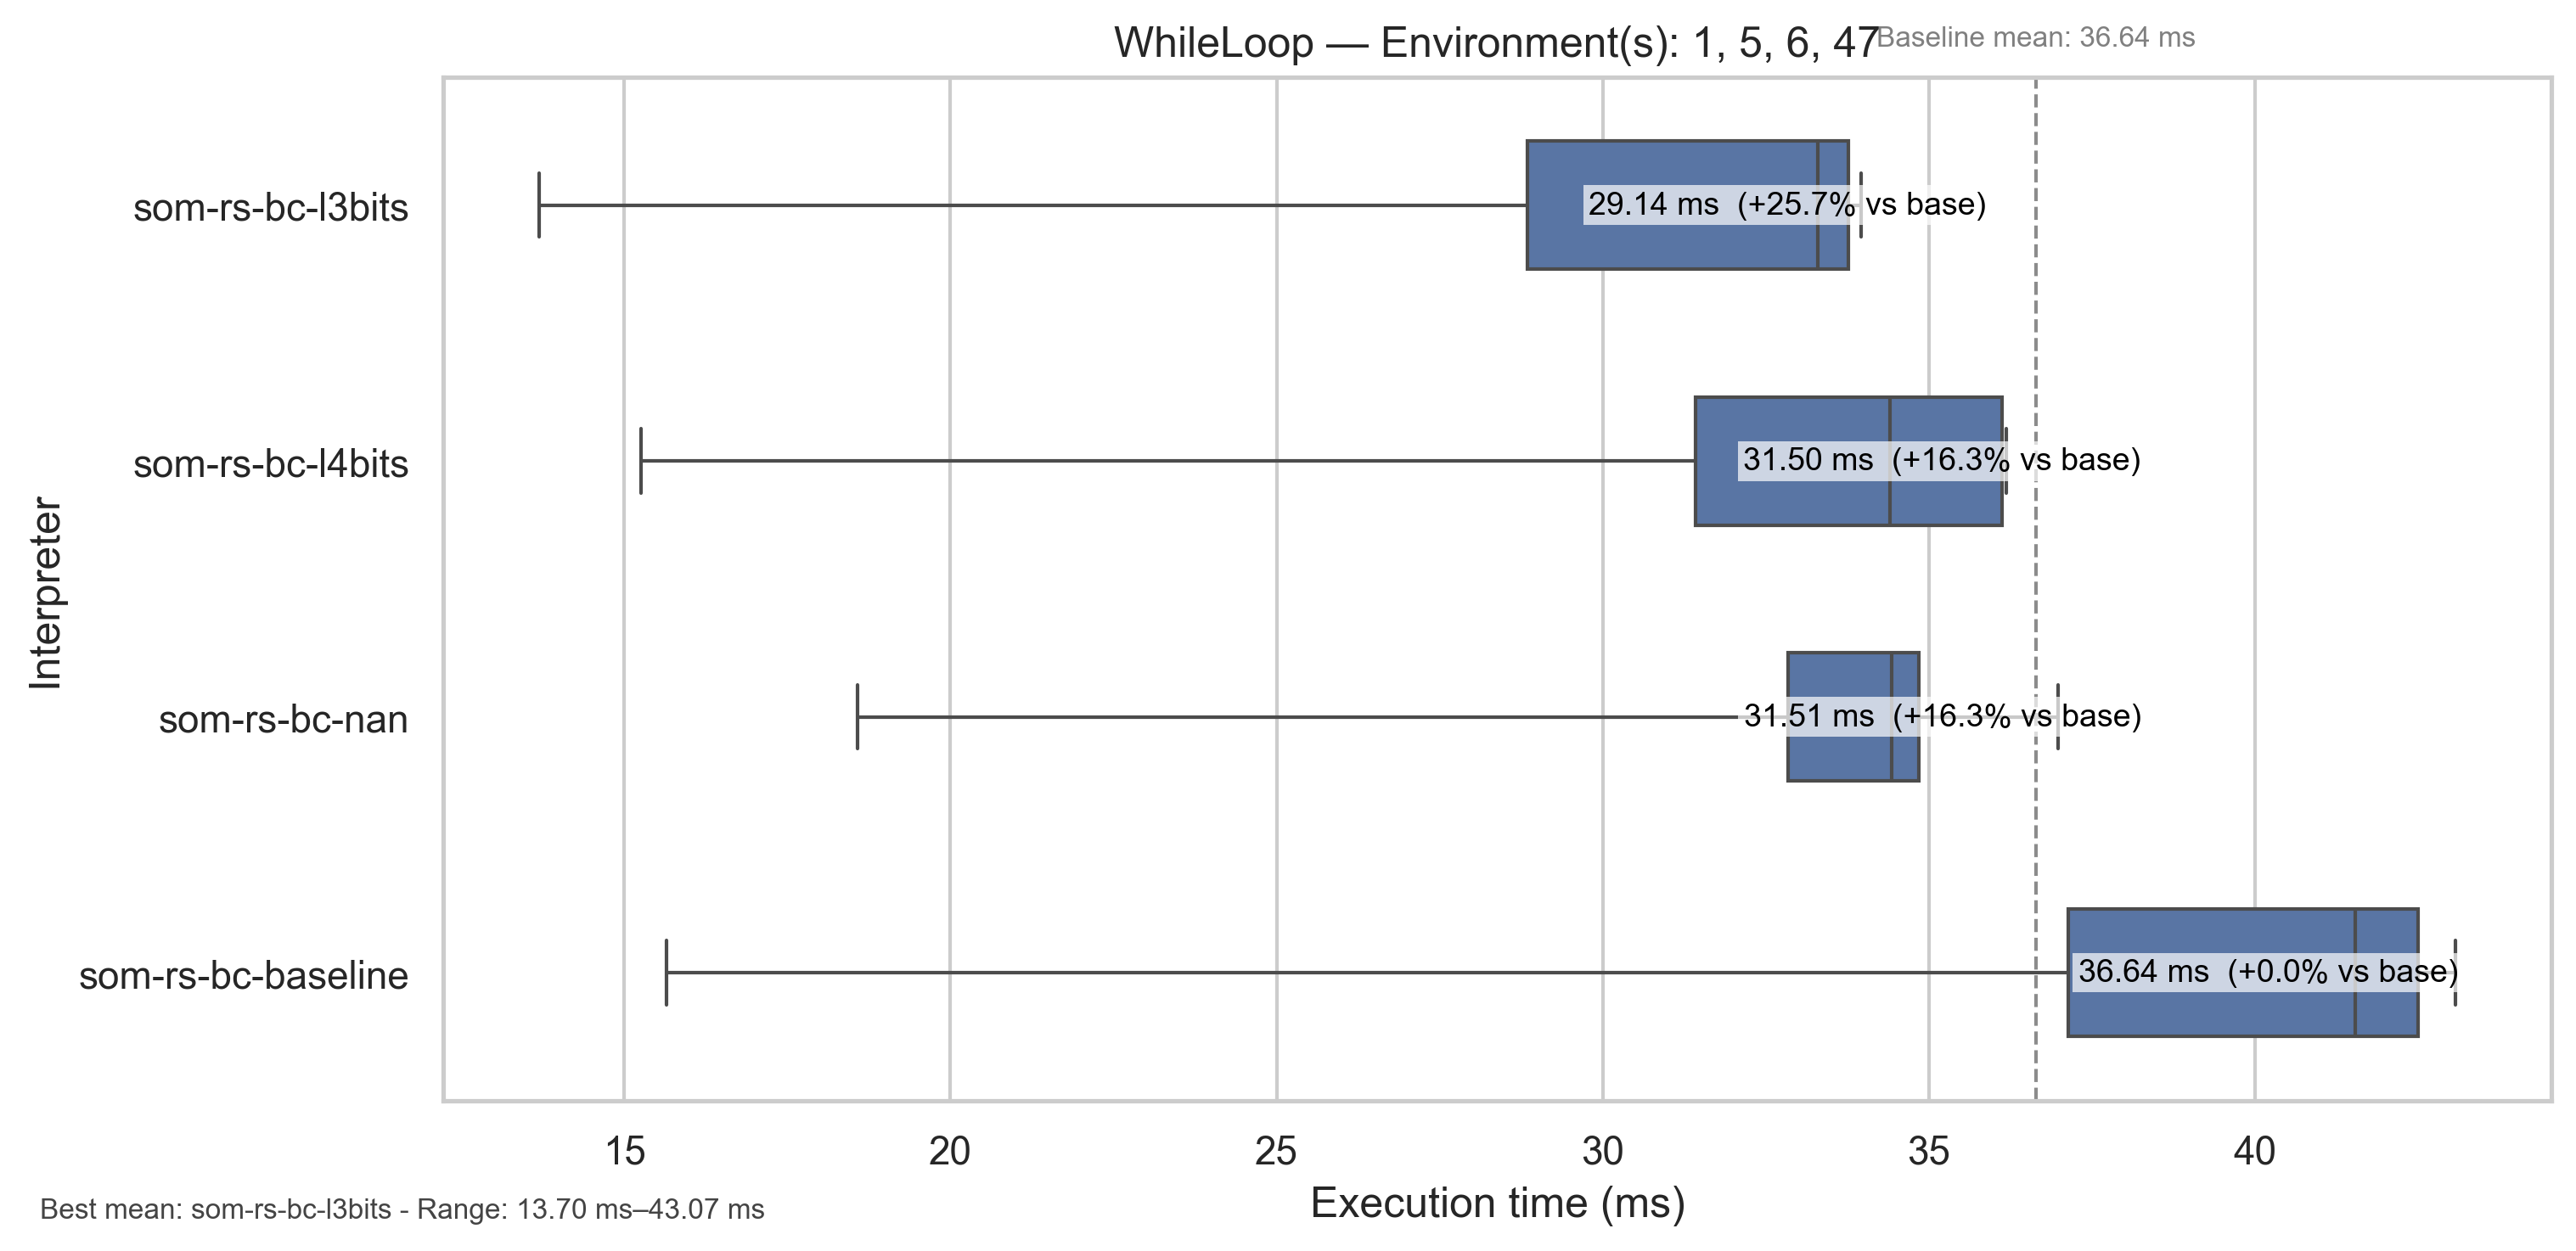 WhileLoop — Environment(s): 1, 5, 6, 47
Baseline mean: 36.64 ms
Interpreter
som-rs-bc-l3bits
29.14 ms (+25.7% vs base)
som-rs-bc-l4bits
31.50 ms (+16.3% vs base)
som-rs-bc-nan
31.51 ms (+16.3% vs base)
som-rs-bc-baseline
36.64 ms (+0.0% vs base)
15 20 25 30 35 40
Execution time (ms)
Best mean: som-rs-bc-l3bits - Range: 13.70 ms–43.07 ms